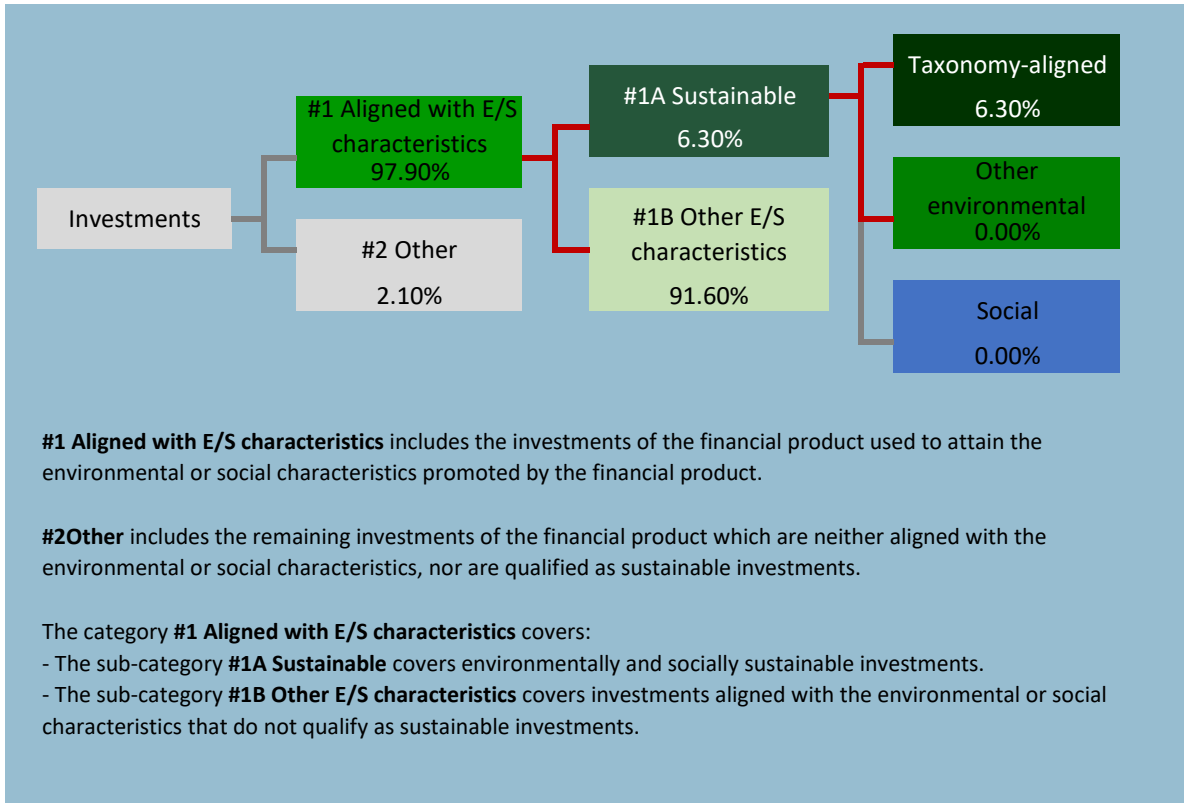 Investments
#1 Aligned with E/S
characteristics
97.90%
#2 Other
2.10%
#1A Sustainable
6.30%
#1B Other E/S
characteristics
91.60%
Taxonomy-aligned
6.30%
Other
environmental
0.00%
Social
0.00%
#1 Aligned with E/S characteristics includes the investments of the financial product used to attain the
environmental or social characteristics promoted by the financial product.
#2Other includes the remaining investments of the financial product which are neither aligned with the
environmental or social characteristics, nor are qualified as sustainable investments.
The category #1 Aligned with E/S characteristics covers:
- The sub-category #1A Sustainable covers environmentally and socially sustainable investments.
- The sub-category #1B Other E/S characteristics covers investments aligned with the environmental or social
characteristics that do not qualify as sustainable investments.